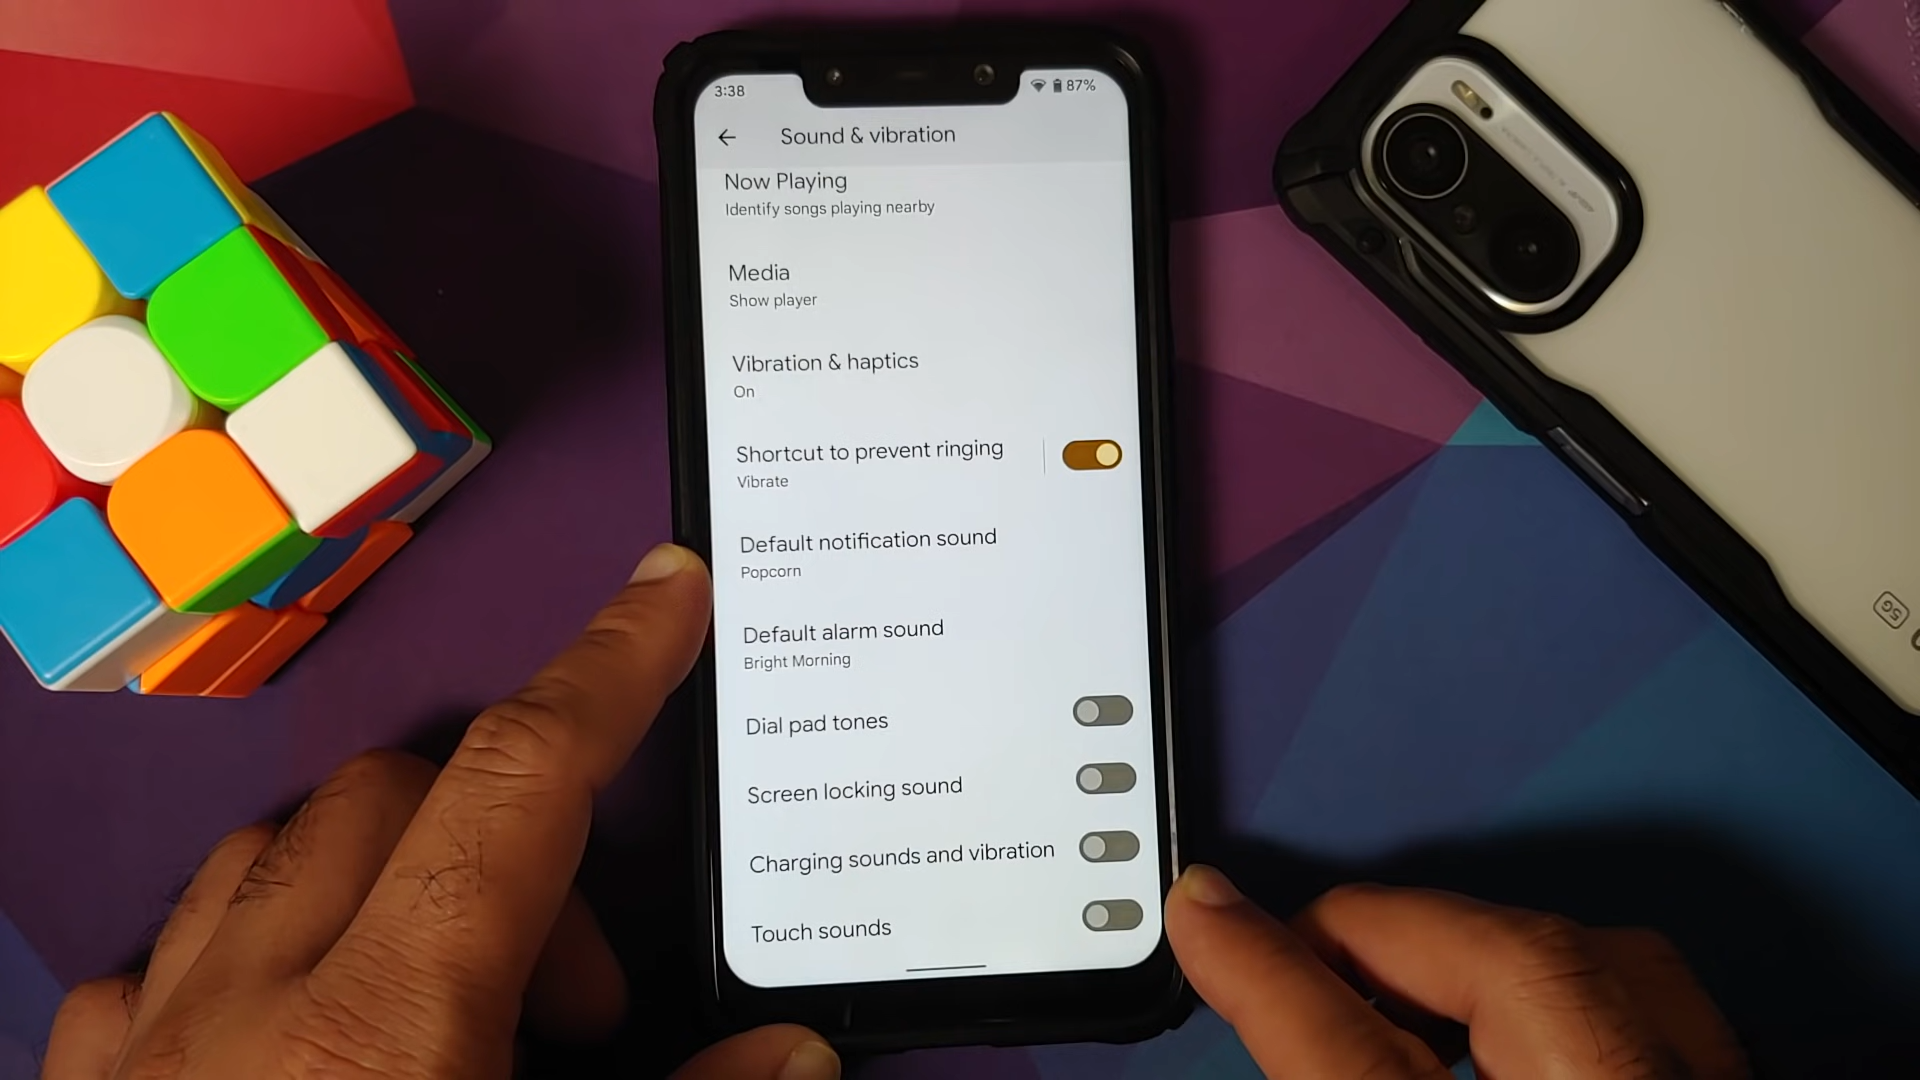 3:38
87%
Sound & vibration
Now Playing
Identify songs playing nearby
Media
Show player
Vibration & haptics
On
Shortcut to prevent ringing
Vibrate
Default notification sound
Popcorn
Default alarm sound
Bright Morning
Dial pad tones
Screen locking sound
Charging sounds and vibration
Touch sounds
5G